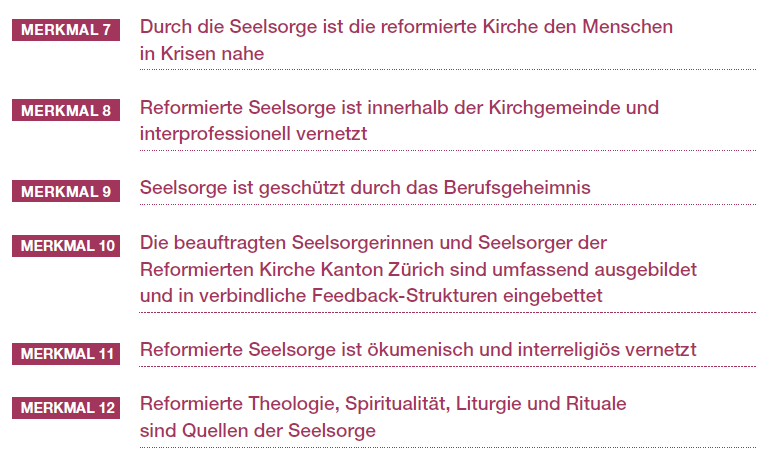 MERKMAL 7 Durch die Seelsorge ist die reformierte Kirche den Menschen
in Krisen nahe
MERKMAL 8 Reformierte Seelsorge ist innerhalb der Kirchgemeinde und
interprofessionell vernetzt
MERKMAL 9 Seelsorge ist geschützt durch das Berufsgeheimnis
MERKMAL 10 Die beauftragten Seelsorgerinnen und Seelsorger der
Reformierten Kirche Kanton Zürich sind umfassend ausgebildet
und in verbindliche Feedback-Strukturen eingebettet
MERKMAL 11 Reformierte Seelsorge ist ökumenisch und interreligiös vernetzt
MERKMAL 12 Reformierte Theologie, Spiritualität, Liturgie und Rituale
sind Quellen der Seelsorge